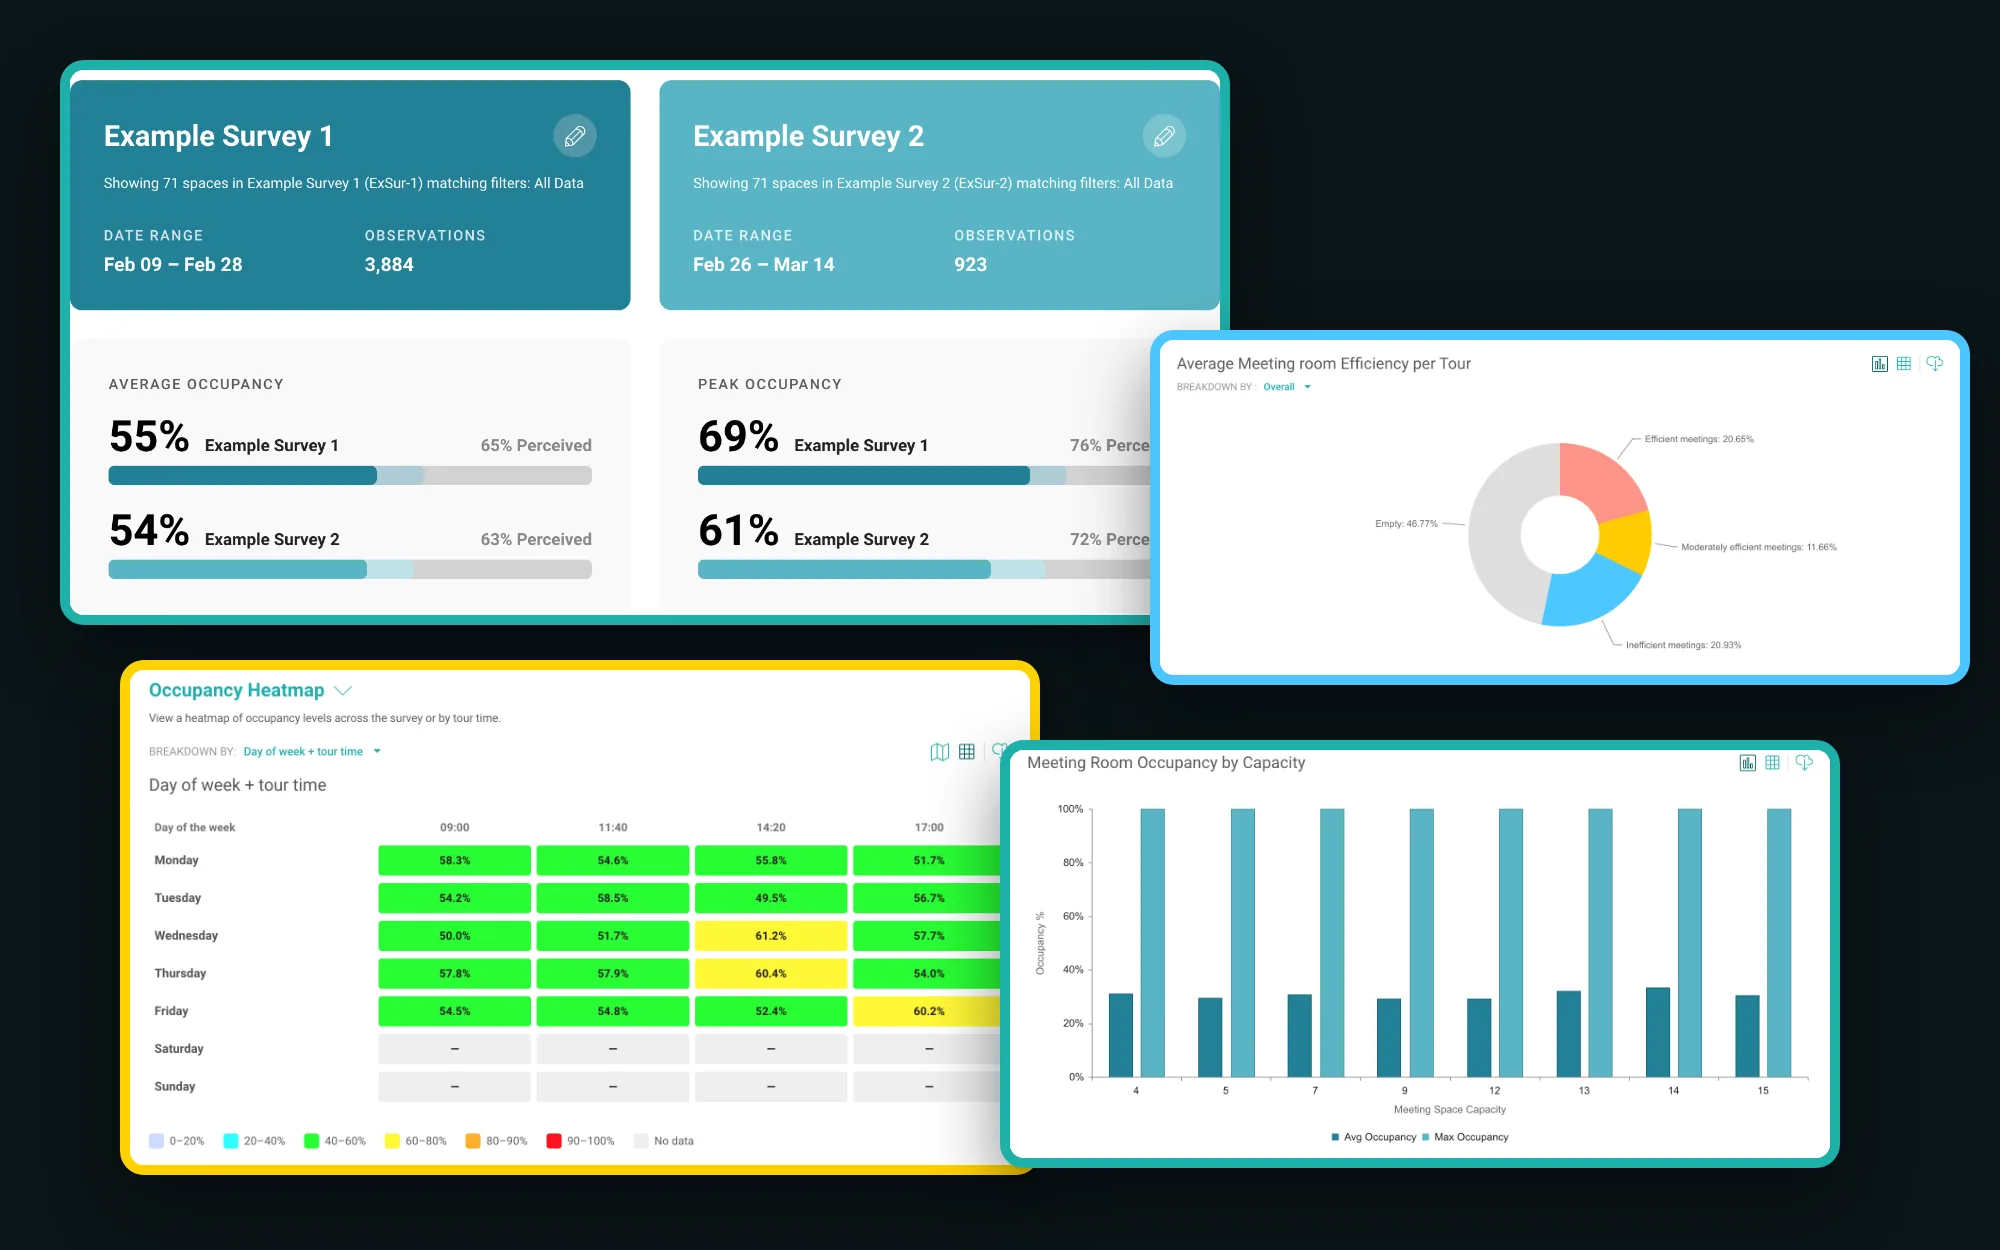 Example Survey 1
Showing 71 spaces in Example Survey 1 (ExSur-1) matching filters: All Data
DATE RANGE OBSERVATIONS
Feb 09 – Feb 28 3,884
Example Survey 2
Showing 71 spaces in Example Survey 2 (ExSur-2) matching filters: All Data
DATE RANGE OBSERVATIONS
Feb 26 – Mar 14 923
AVERAGE OCCUPANCY
55% Example Survey 1 65% Perceived
54% Example Survey 2 63% Perceived
PEAK OCCUPANCY
69% Example Survey 1 76% Perce
61% Example Survey 2 72% Perce
Average Meeting room Efficiency per Tour
BREAKDOWN BY : Overall
Efficient meetings: 20.65%
Empty: 46.77%
Moderately efficient meetings: 11.66%
Inefficient meetings: 20.93%
Occupancy Heatmap
View a heatmap of occupancy levels across the survey or by tour time.
BREAKDOWN BY: Day of week + tour time
Day of week + tour time
Day of the week 09:00 11:40 14:20 17:00
Monday 58.3% 54.6% 55.8% 51.7%
Tuesday 54.2% 58.5% 49.5% 56.7%
Wednesday 50.0% 51.7% 61.2% 57.7%
Thursday 57.8% 57.9% 60.4% 54.0%
Friday 54.5% 54.8% 52.4% 60.2%
Saturday – – – –
Sunday – – – –
0–20% 20–40% 40–60% 60–80% 80–90% 90–100% No data
Meeting Room Occupancy by Capacity
100%
80%
60%
40%
20%
0%
Occupancy %
4 5 7 9 12 13 14 15
Meeting Space Capacity
Avg Occupancy Max Occupancy